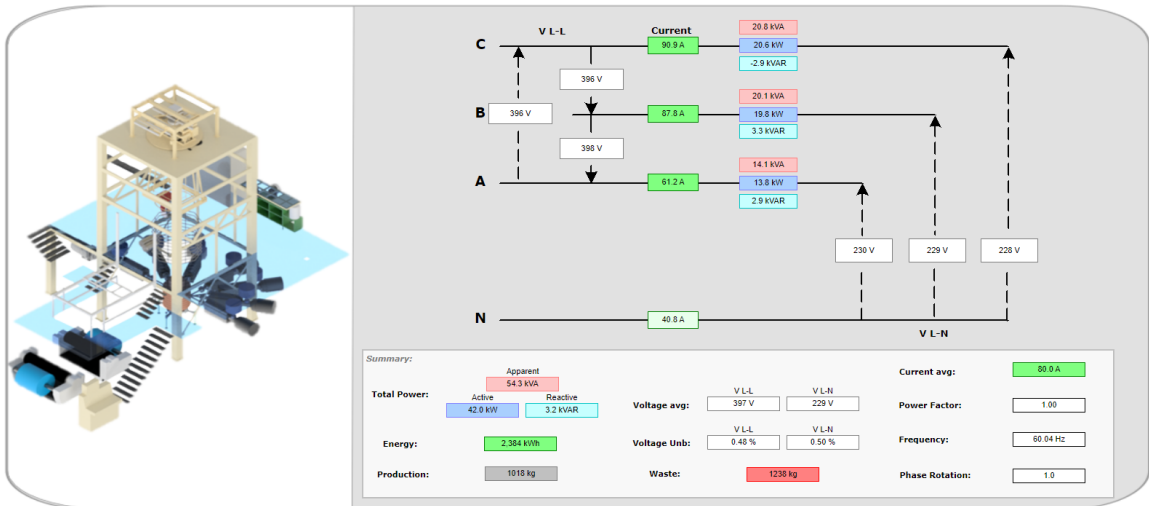 V L-L
Current
20.8 kVA
C
90.9 A
20.6 kW
-2.9 kVAR
396 V
20.1 kVA
396 V
B
87.8 A
19.8 kW
3.3 kVAR
398 V
14.1 kVA
A
61.2 A
13.8 kW
2.9 kVAR
230 V
229 V
228 V
N
40.8 A
V L-N
Summary:
Apparent
54.3 kVA
Total Power:
Active
Reactive
42.0 kW
3.2 kVAR
Energy:
2,384 kWh
Production:
1018 kg
V L-L
V L-N
Voltage avg:
397 V
229 V
V L-L
V L-N
Voltage Unb:
0.48 %
0.50 %
Waste:
1238 kg
Current avg:
80.0 A
Power Factor:
1.00
Frequency:
60.04 Hz
Phase Rotation:
1.0